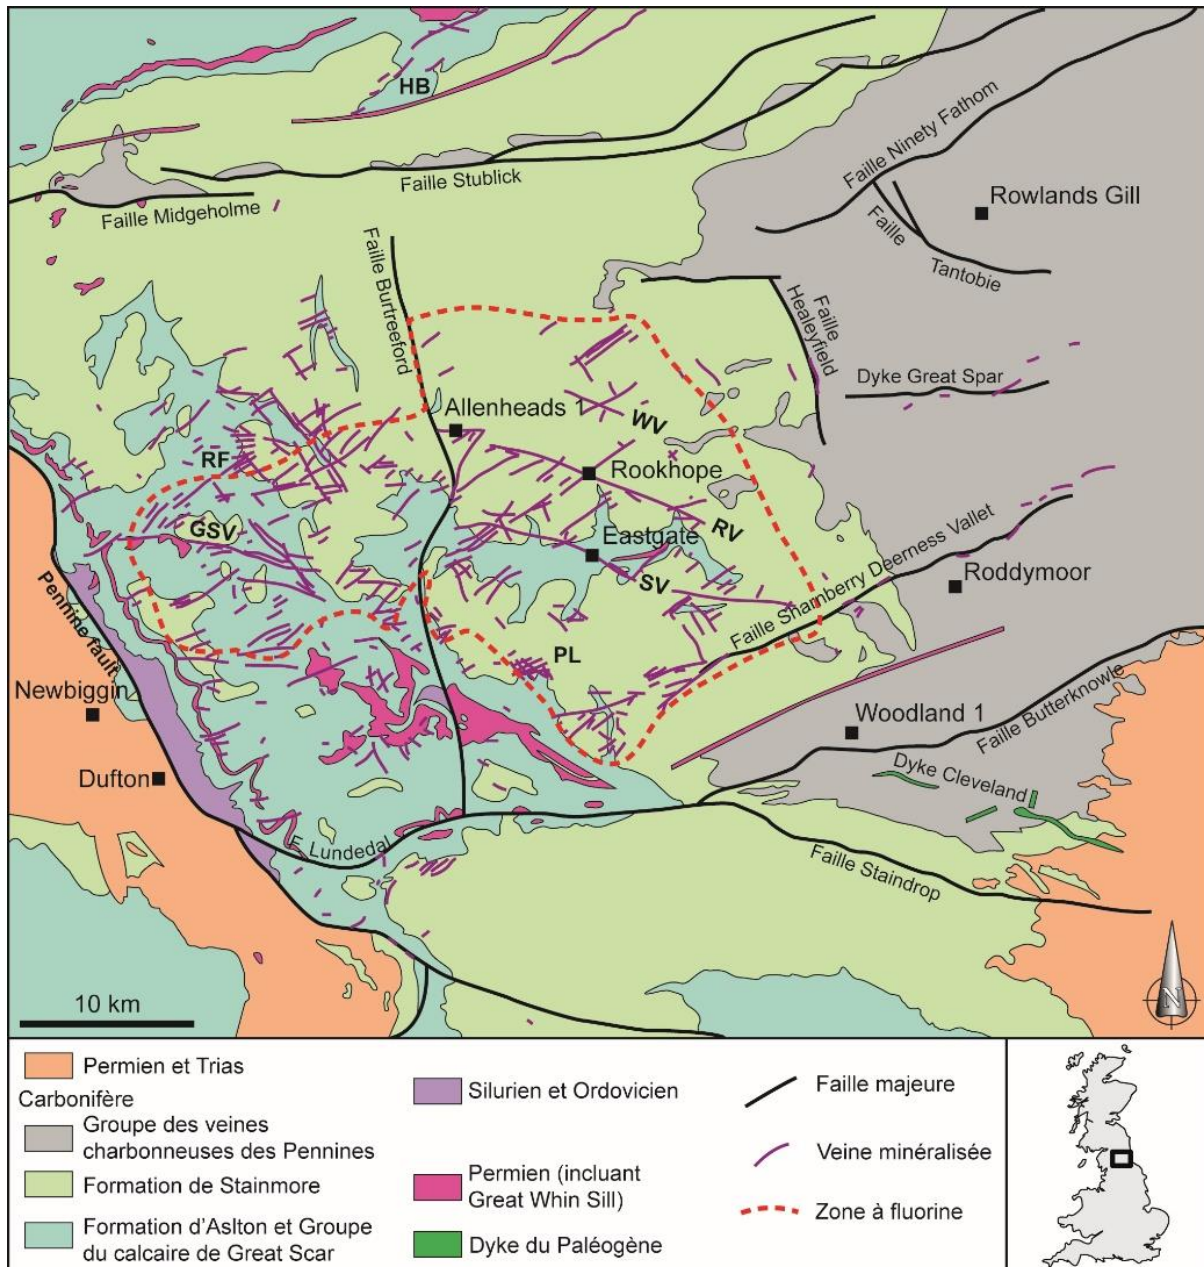 HB
Faille Ninety Fathom
Faille Stublick
Rowlands Gill
Faille Midgeholme
Faille
Tantobie
Faille Burtreeford
Faille
Healeyfield
Dyke Great Spar
Allenheads 1
WV
RF
Rookhope
GSV
RV
Eastgate
SV
Faille Sharnberry Deerness Vallet
Roddymoor
Pennine fault
PL
Newbiggin
Woodland 1
Faille Butterknowle
Dufton
Dyke Cleveland
F. Lundedal
Faille Staindrop
10 km
N
Permien et Trias
Carbonifère
Groupe des veines
charbonneuses des Pennines
Formation de Stainmore
Formation d'Aslton et Groupe
du calcaire de Great Scar
Silurien et Ordovicien
Permien (incluant
Great Whin Sill)
Dyke du Paléogène
Faille majeure
Veine minéralisée
Zone à fluorine